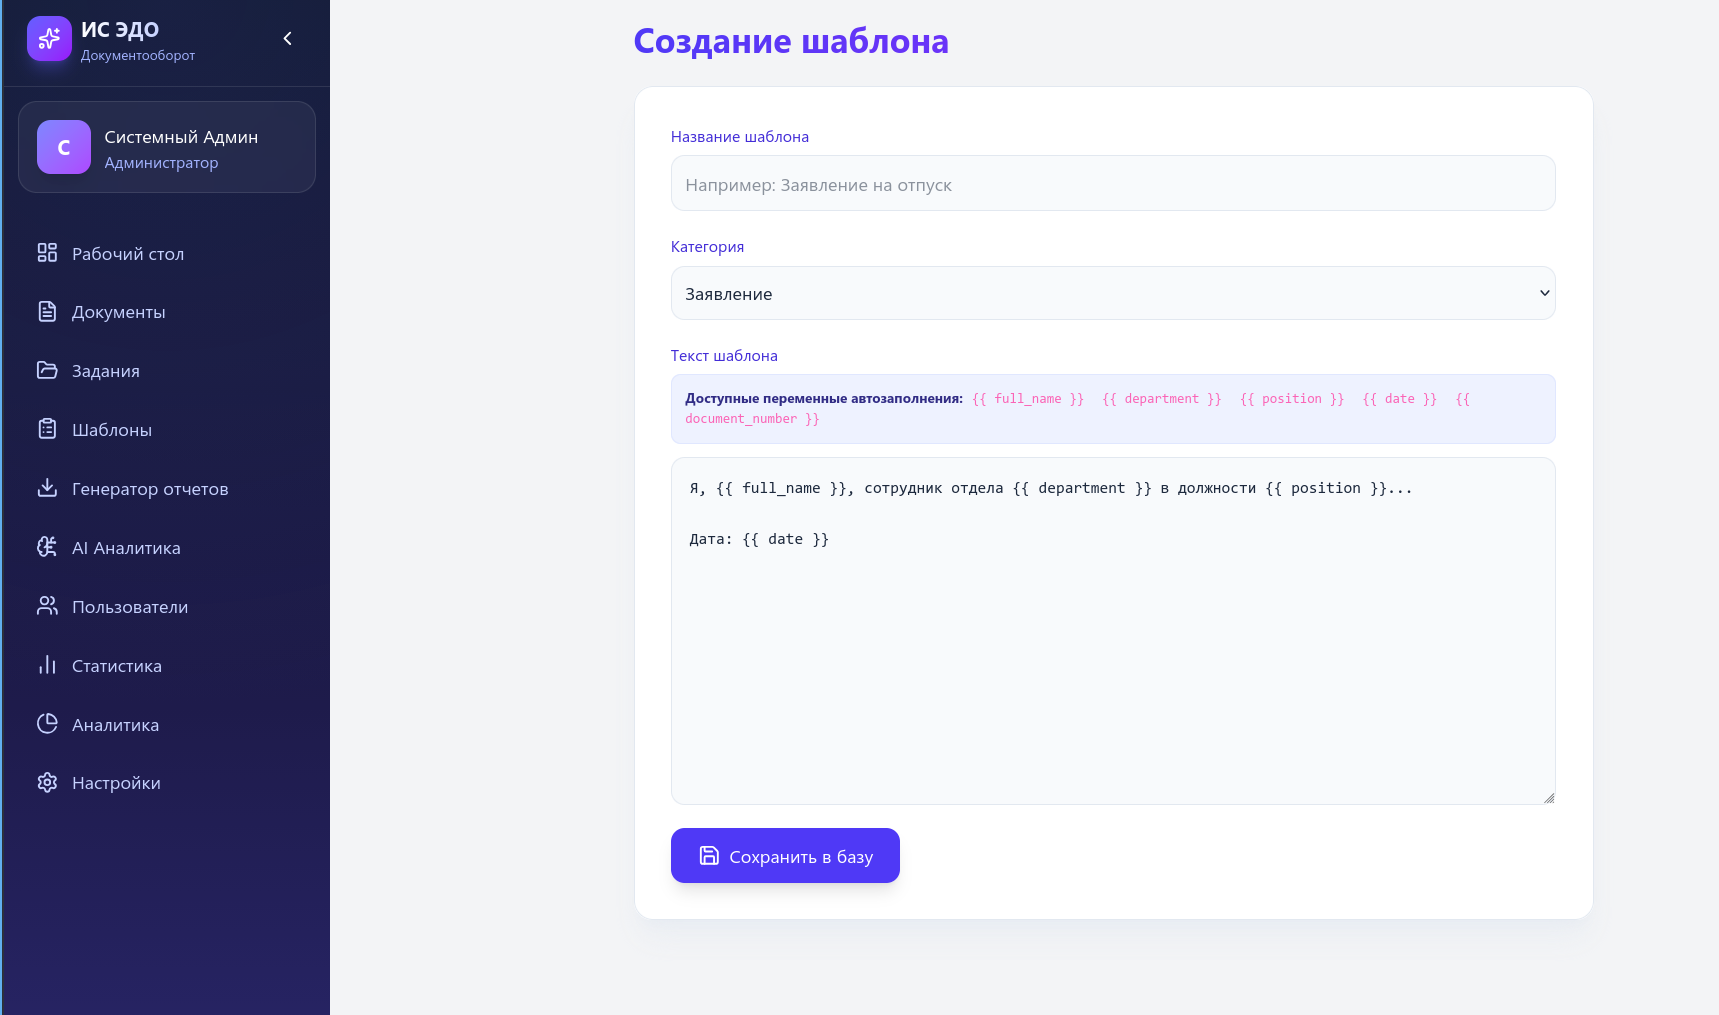 ИС ЭДО
Документооборот
С
Системный Админ
Администратор
Рабочий стол
Документы
Задания
Шаблоны
Генератор отчетов
AI Аналитика
Пользователи
Статистика
Аналитика
Настройки
Создание шаблона
Название шаблона
Например: Заявление на отпуск
Категория
Заявление
Текст шаблона
Доступные переменные автозаполнения: {{ full_name }} {{ department }} {{ position }} {{ date }} {{
document_number }}
Я, {{ full_name }}, сотрудник отдела {{ department }} в должности {{ position }}...
Дата: {{ date }}
Сохранить в базу